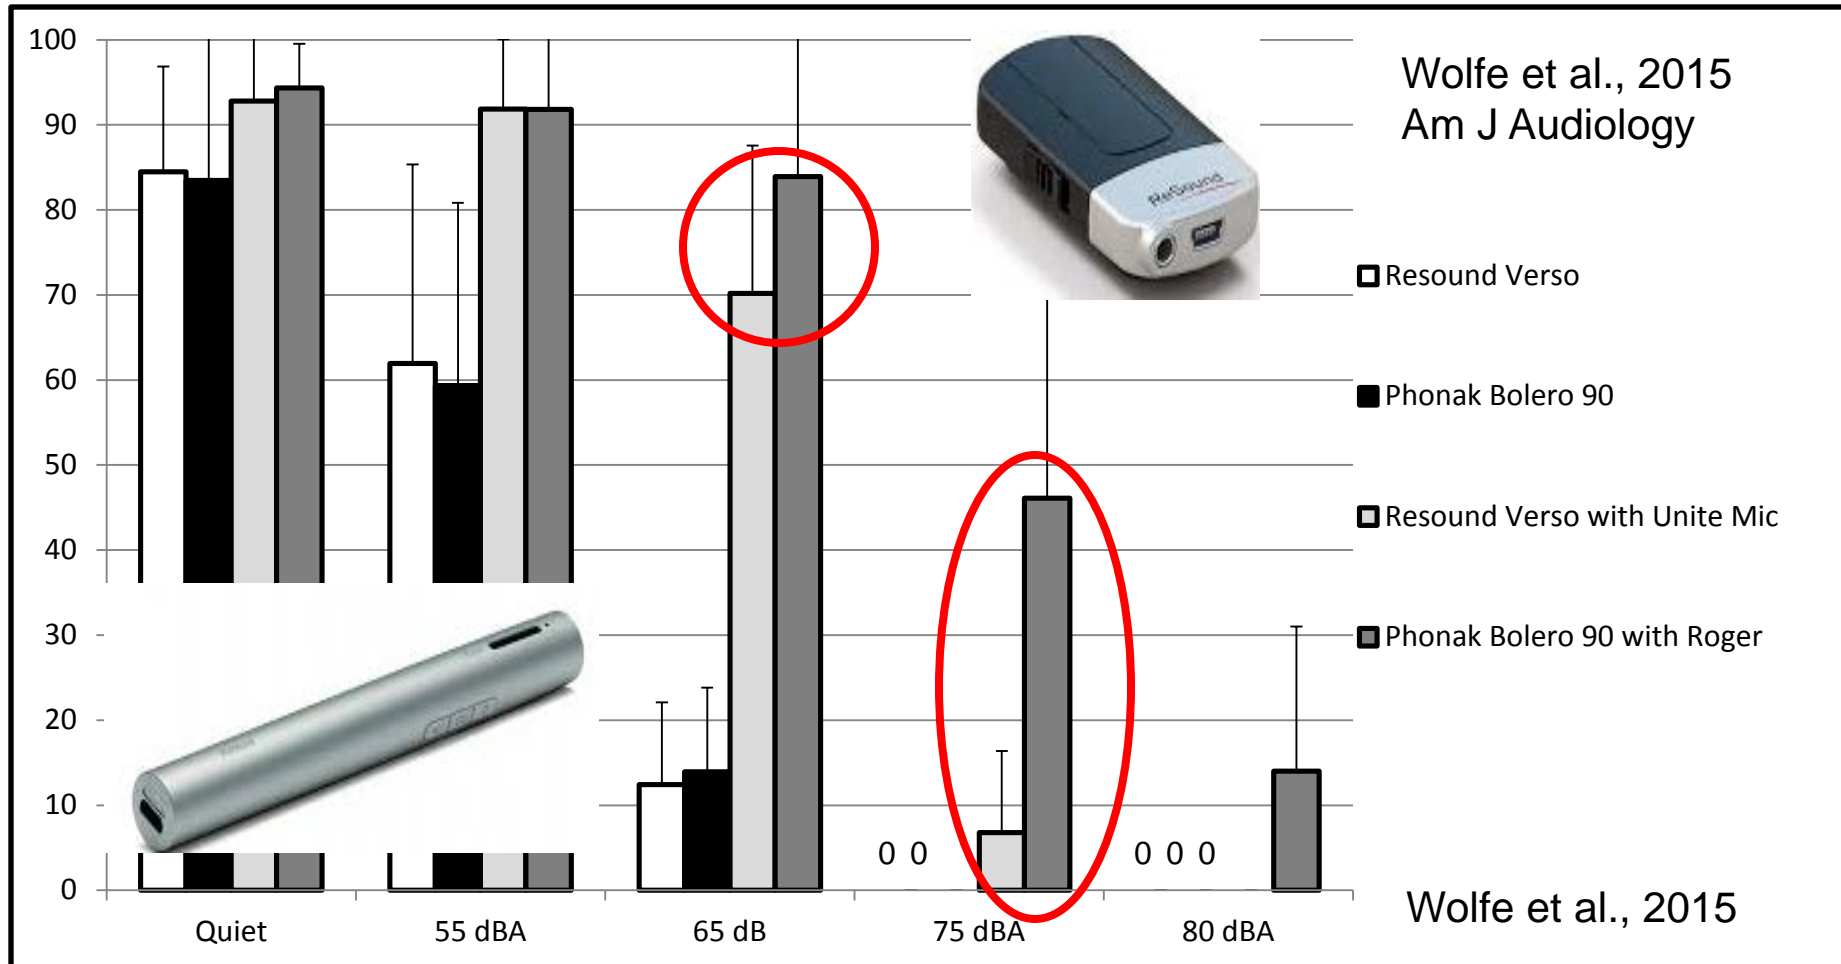 100
90
80
70
60
50
40
30
20
10
0
Wolfe et al., 2015
Am J Audiology
ReSound
Resound Verso
Phonak Bolero 90
Resound Verso with Unite Mic
Phonak Bolero 90 with Roger
0 0
0 0 0
Quiet
55 dBA
65 dB
75 dBA
80 dBA
Wolfe et al., 2015